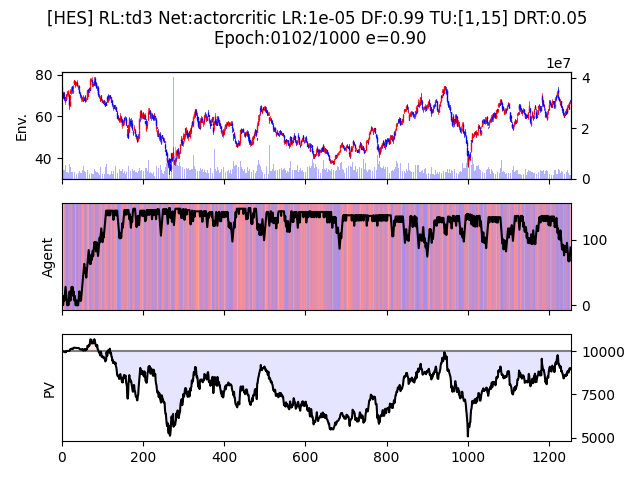 [HES] RL:td3 Net:actorcritic LR:1e-05 DF:0.99 TU:[1,15] DRT:0.05
Epoch:0102/1000 e=0.90
1e7
80
60
40
Env.
4
2
0
Agent
100
0
PV
10000
7500
5000
0 200 400 600 800 1000 1200